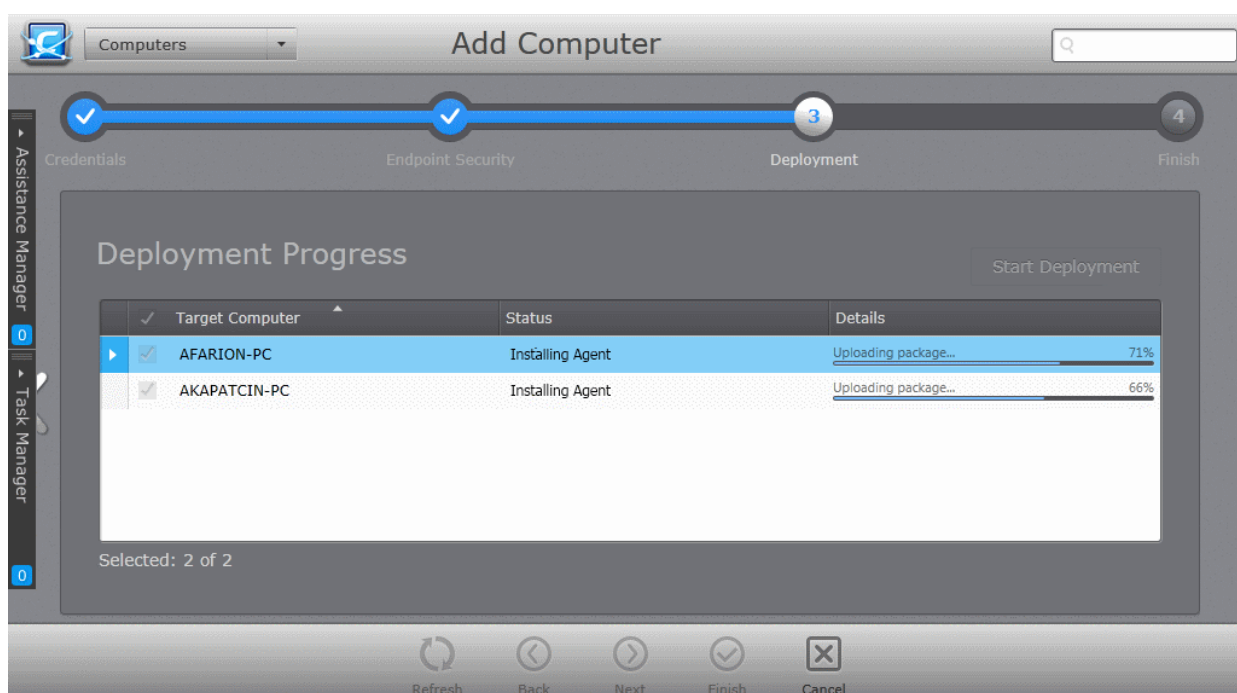 Computers
Add Computer
3
4
Credentials
Endpoint Security
Deployment
Finish
Assistance Manager
0
Task Manager
0
Deployment Progress
Start Deployment
Target Computer Status Details
AFARION-PC Installing Agent Uploading package... 71%
AKAPATCIN-PC Installing Agent Uploading package... 66%
Selected: 2 of 2
Refresh Back Next Finish Cancel